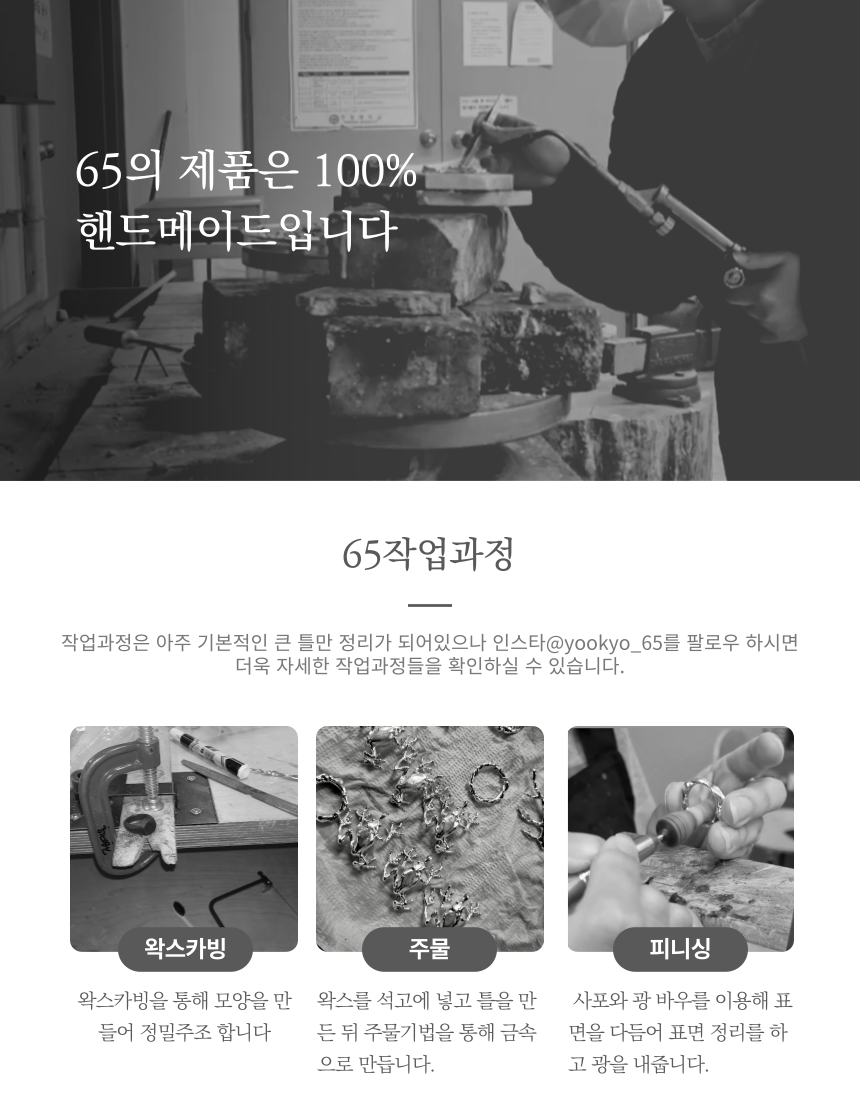 65의 제품은 100%
핸드메이드입니다
65작업과정
작업과정은 아주 기본적인 큰 틀만 정리가 되어있으나 인스타@yookyo_65를 팔로우 하시면
더욱 자세한 작업과정들을 확인하실 수 있습니다.
왁스카빙
주물
피니싱
왁스카빙을 통해 모양을 만
들어 정밀주조 합니다
왁스를 석고에 넣고 틀을 만
든 뒤 주물기법을 통해 금속
으로 만듭니다.
사포와 광 바우를 이용해 표
면을 다듬어 표면 정리를 하
고 광을 내줍니다.